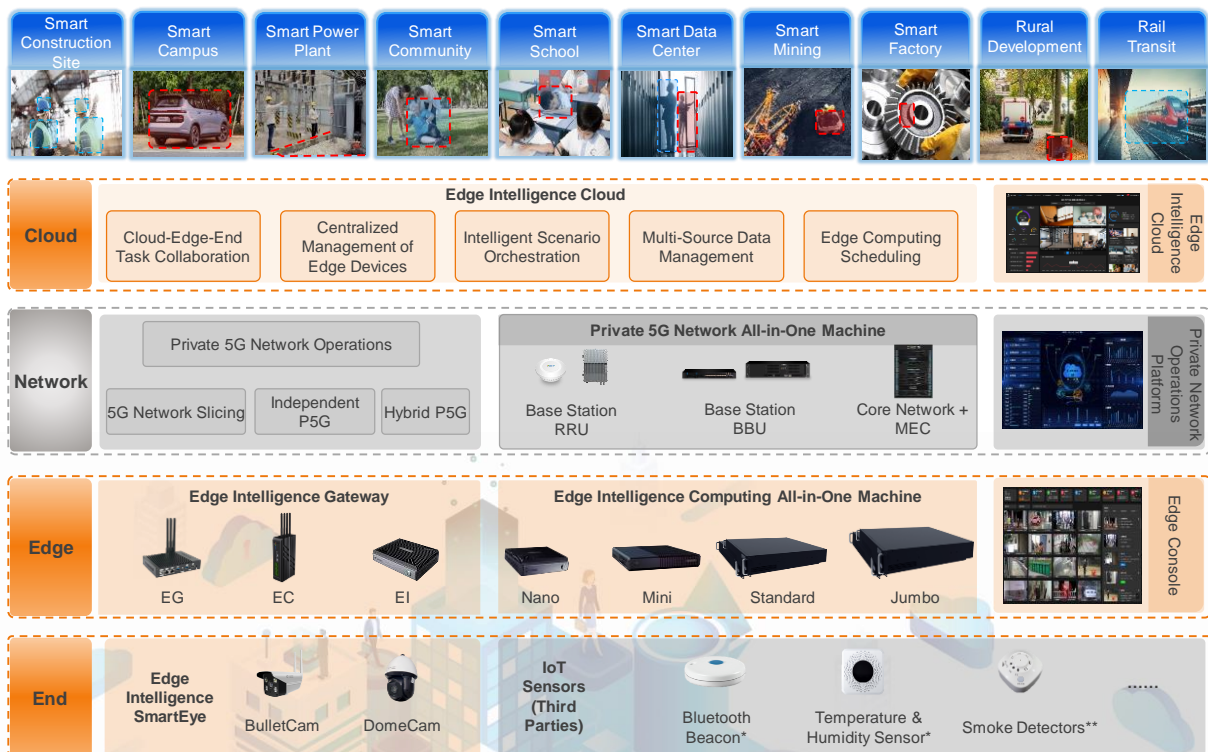 Smart
Construction
Site
Smart
Campus
Smart Power
Plant
Smart
Community
Smart
School
Smart Data
Center
Smart
Mining
Smart
Factory
Rural
Development
Rail
Transit
Cloud
Edge Intelligence Cloud
Cloud-Edge-End
Task Collaboration
Centralized
Management of
Edge Devices
Intelligent Scenario
Orchestration
Multi-Source Data
Management
Edge Computing
Scheduling
Edge
Intelligence
Cloud
Network
Private 5G Network Operations
5G Network Slicing
Independent
P5G
Hybrid P5G
Private 5G Network All-in-One Machine
Base Station
RRU
Base Station
BBU
Core Network +
MEC
Private Network
Operations
Platform
Edge
Edge Intelligence Gateway
EG
EC
EI
Edge Intelligence Computing All-in-One Machine
Nano
Mini
Standard
Jumbo
Edge Console
End
Edge
Intelligence
SmartEye
BulletCam
DomeCam
IoT
Sensors
(Third
Parties)
Bluetooth
Beacon*
Temperature &
Humidity Sensor*
Smoke Detectors**
......